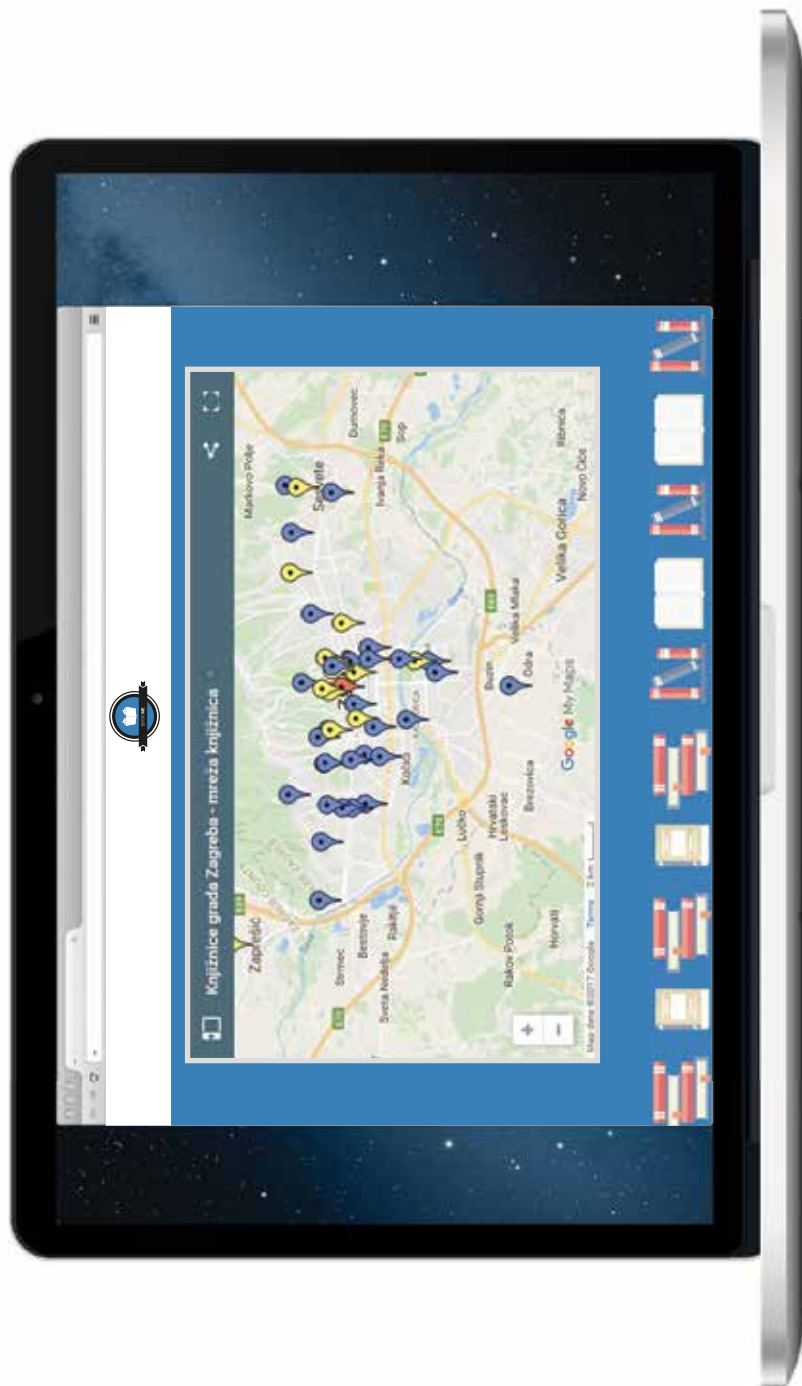 Knjižnice grada Zagreba - mreža knjižnica
Markovo Polje
Zaprešić
Dumovec
Strmec
Bestovje
Ivanja Reka
Sop
Sveta Nedelja
Rakitje
Lučko
Gornji Stupnik
Hrvatski
Leskovac
Buzin
Velika Mlaka
Rakov Potok
Brezovica
Odra
Velika Gorica
Horvati
Ribnica
Novo Čiče
Google My Maps
Map data ©2017 Google Terms 2 km